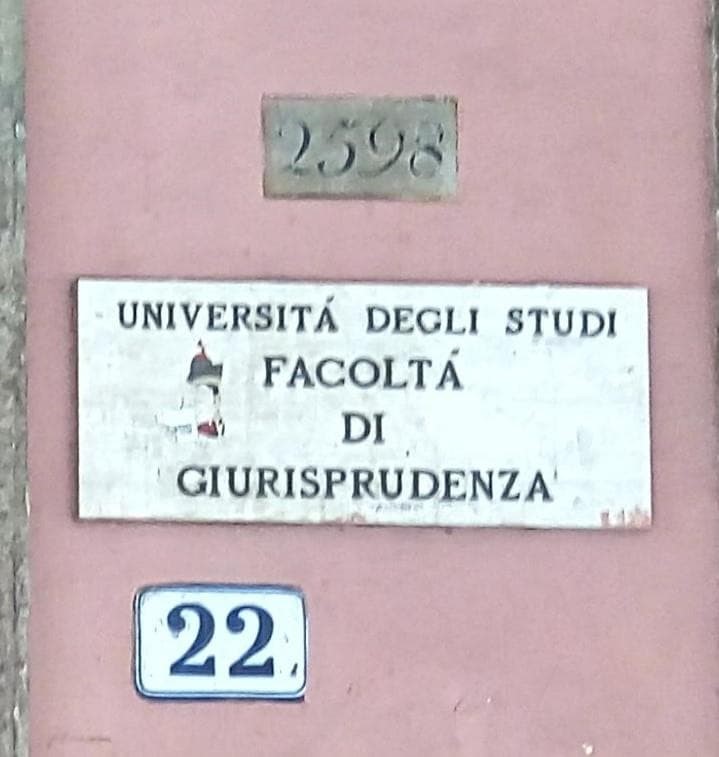 2598
UNIVERSITÁ DEGLI STUDI
FACOLTÁ
DI
GIURISPRUDENZA
22